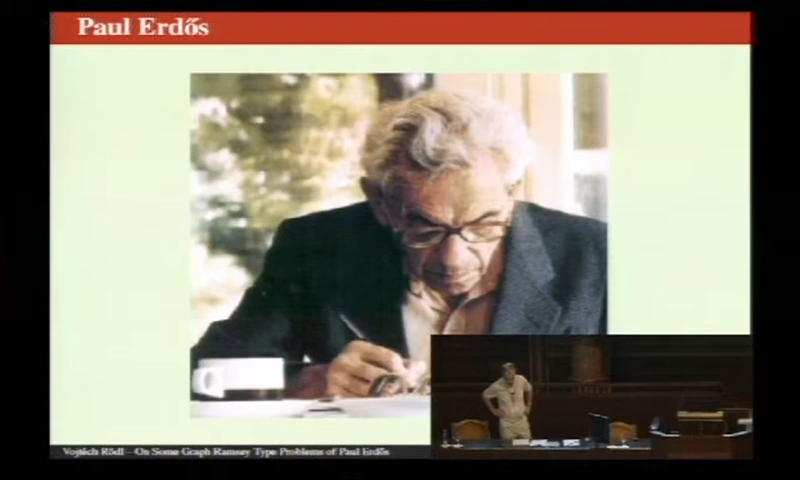 Paul Erdős
Vojtěch Rödl – On Some Graph Ramsey Type Problems of Paul Erdős